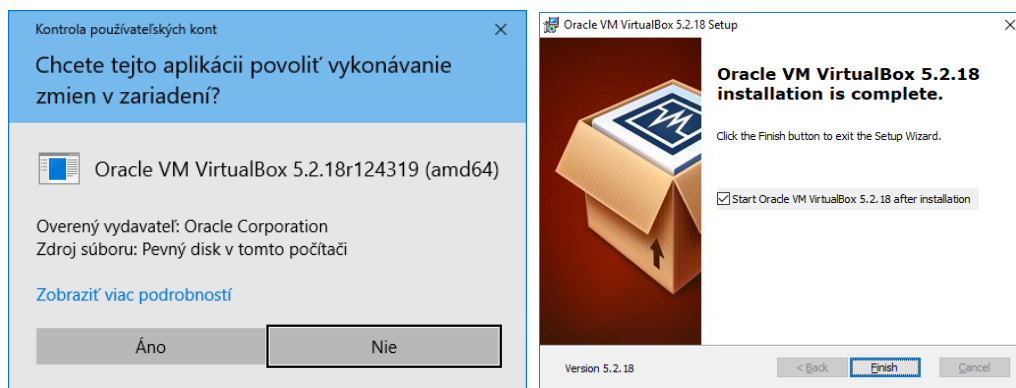 Kontrola používateľských kont
Chcete tejto aplikácii povoliť vykonávanie
zmien v zariadení?
Oracle VM VirtualBox 5.2.18r124319 (amd64)
Overený vydavateľ: Oracle Corporation
Zdroj súboru: Pevný disk v tomto počítači
Zobraziť viac podrobností
Áno
Nie
Oracle VM VirtualBox 5.2.18 Setup
Oracle VM VirtualBox 5.2.18
installation is complete.
Click the Finish button to exit the Setup Wizard.
Start Oracle VM VirtualBox 5.2.18 after installation
Version 5.2.18
< Back
Finish
Cancel